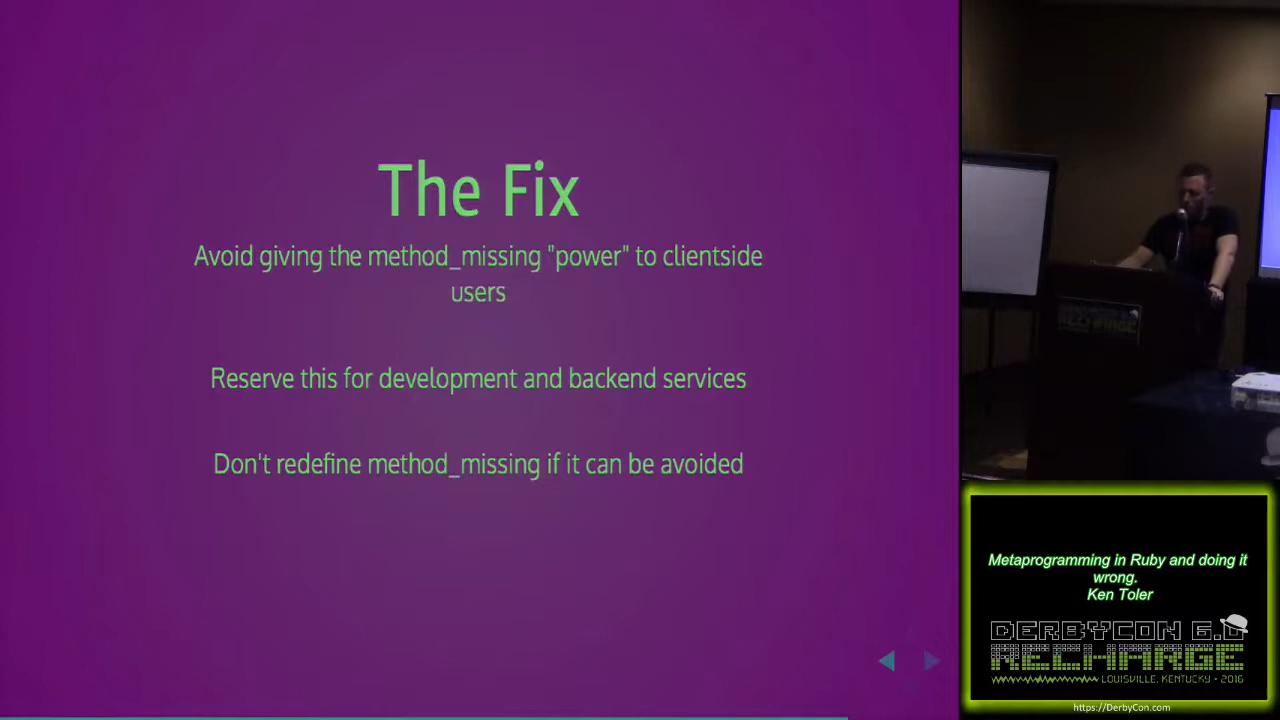 The Fix
Avoid giving the method_missing "power" to clientside
users
Reserve this for development and backend services
Don't redefine method_missing if it can be avoided
RECHARGE
Metaprogramming in Ruby and doing it
wrong.
Ken Toler
DERBYCON 6.0
RECHARGE
LOUISVILLE, KENTUCKY • 2016
https://DerbyCon.com